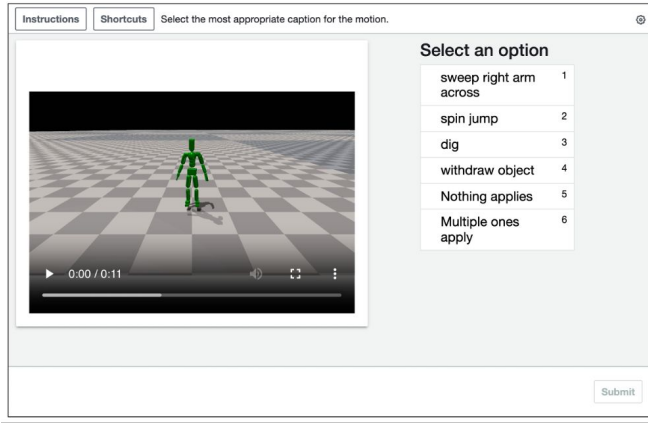 Instructions Shortcuts Select the most appropriate caption for the motion.
Select an option
sweep right arm across 1
spin jump 2
dig 3
withdraw object 4
Nothing applies 5
Multiple ones apply 6
0:00 / 0:11
Submit